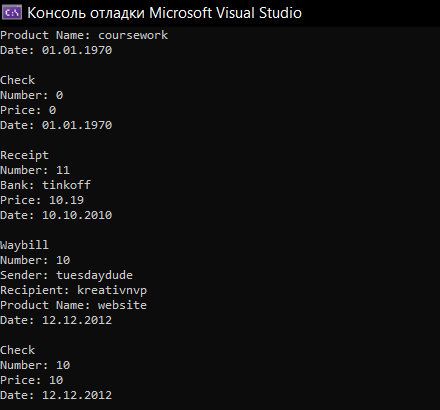 Консоль отладки Microsoft Visual Studio
Product Name: coursework
Date: 01.01.1970
Check
Number: 0
Price: 0
Date: 01.01.1970
Receipt
Number: 11
Bank: tinkoff
Price: 10.19
Date: 10.10.2010
Waybill
Number: 10
Sender: tuesdaydude
Recipient: kreativnvp
Product Name: website
Date: 12.12.2012
Check
Number: 10
Price: 10
Date: 12.12.2012